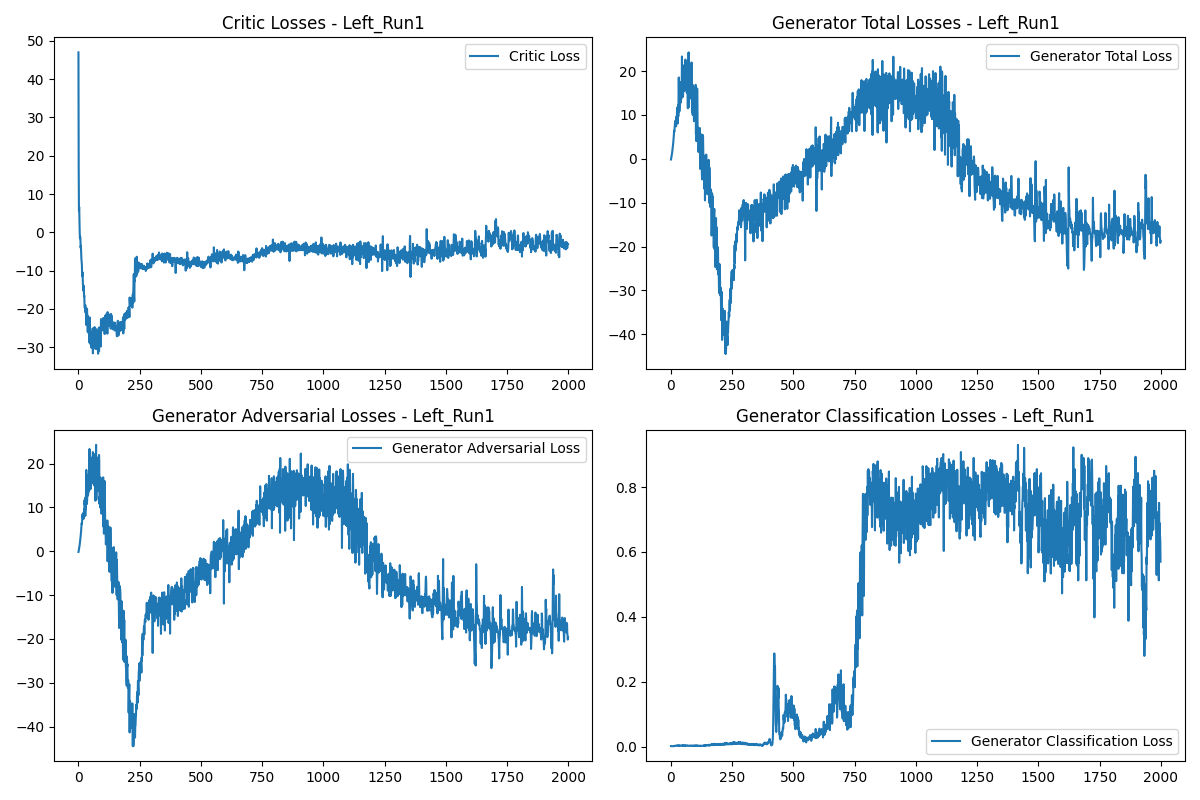 Critic Losses - Left_Run1
Critic Loss
50
40
30
20
10
0
−10
−20
−30
0 250 500 750 1000 1250 1500 1750 2000
Generator Total Losses - Left_Run1
Generator Total Loss
20
10
0
−10
−20
−30
−40
0 250 500 750 1000 1250 1500 1750 2000
Generator Adversarial Losses - Left_Run1
Generator Adversarial Loss
20
10
0
−10
−20
−30
−40
0 250 500 750 1000 1250 1500 1750 2000
Generator Classification Losses - Left_Run1
0.8
0.6
0.4
0.2
0.0
Generator Classification Loss
0 250 500 750 1000 1250 1500 1750 2000